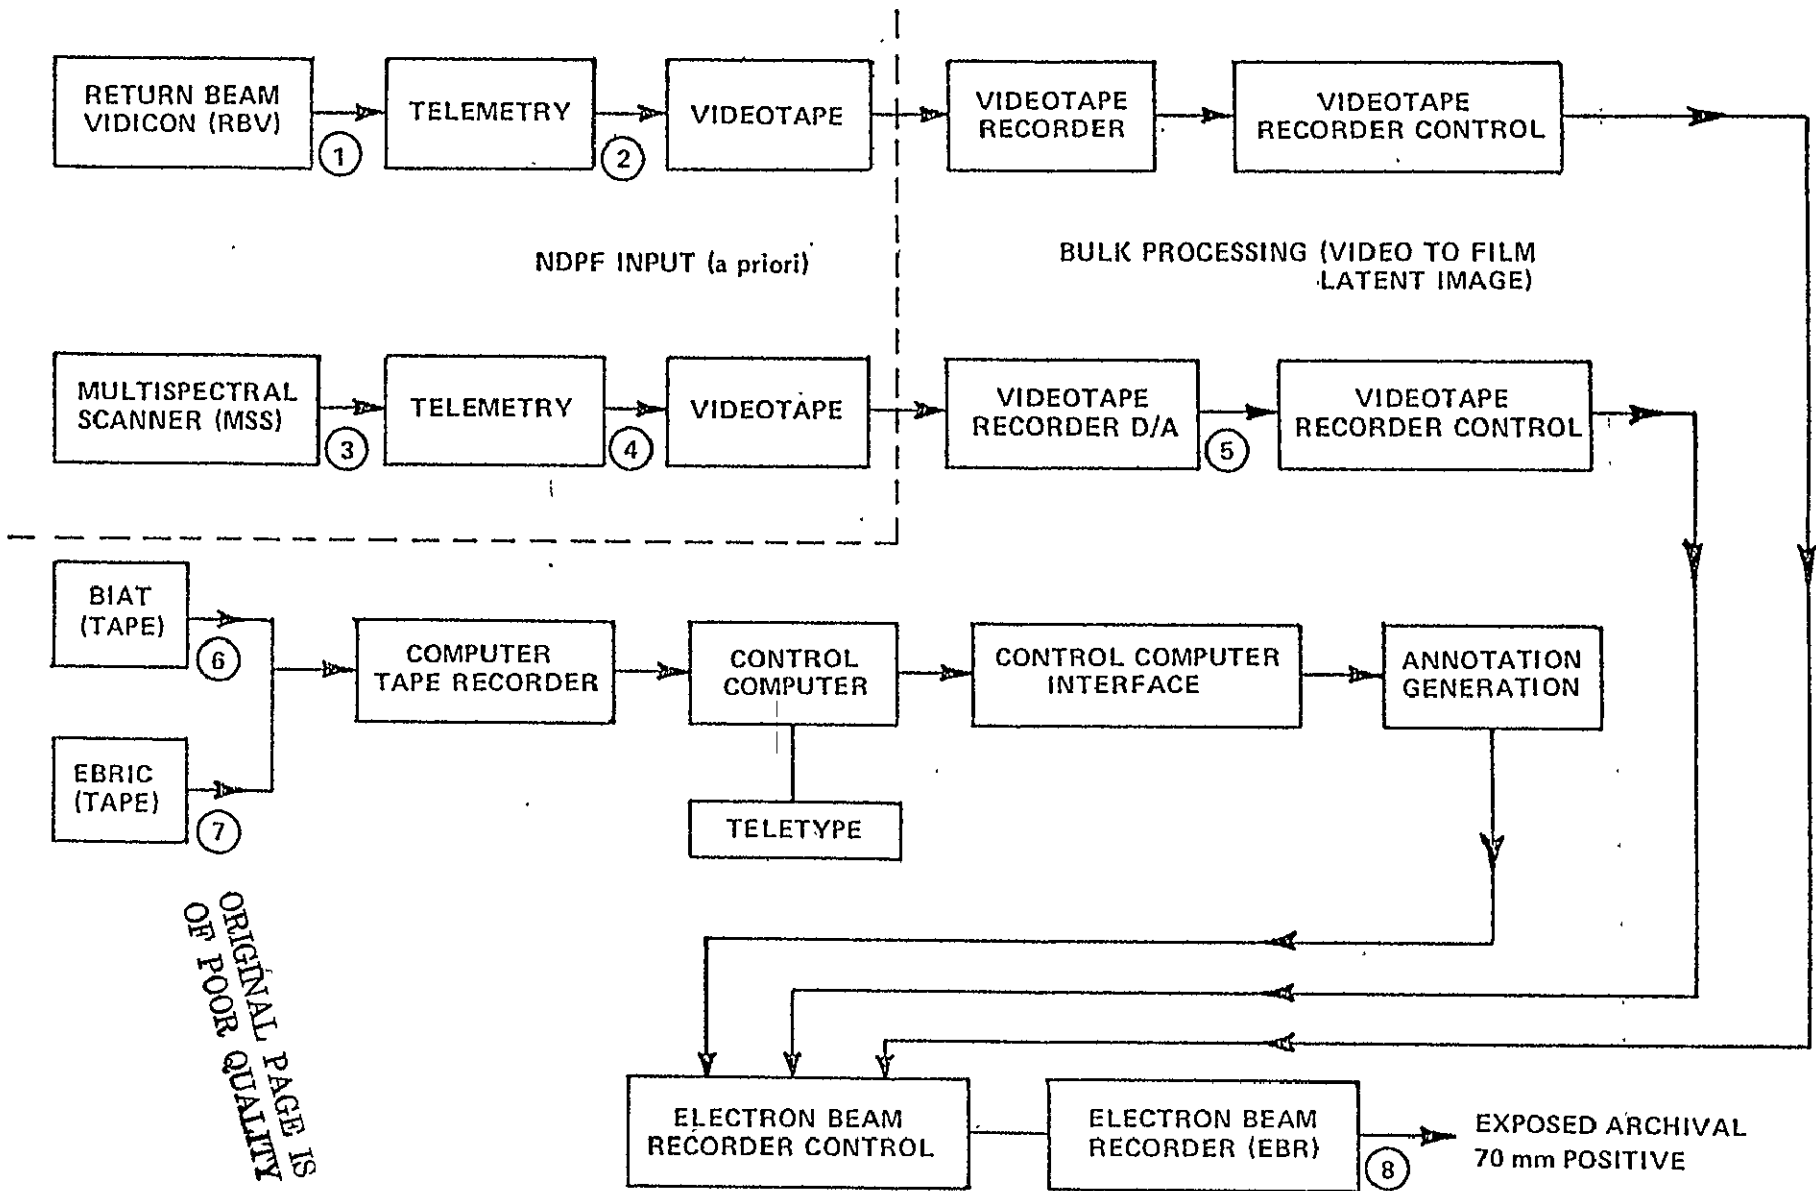 RETURN BEAM
VIDICON (RBV)
1
TELEMETRY
2
VIDEOTAPE
VIDEOTAPE
RECORDER
VIDEOTAPE
RECORDER CONTROL
NDPF INPUT (a priori)
BULK PROCESSING (VIDEO TO FILM
LATENT IMAGE)
MULTISPECTRAL
SCANNER (MSS)
3
TELEMETRY
4
VIDEOTAPE
VIDEOTAPE
RECORDER D/A
5
VIDEOTAPE
RECORDER CONTROL
BIAT
(TAPE)
6
COMPUTER
TAPE RECORDER
CONTROL
COMPUTER
CONTROL COMPUTER
INTERFACE
ANNOTATION
GENERATION
EBRIC
(TAPE)
7
TELETYPE
ORIGINAL PAGE IS
OF POOR QUALITY
ELECTRON BEAM
RECORDER CONTROL
ELECTRON BEAM
RECORDER (EBR)
8
EXPOSED ARCHIVAL
70 mm POSITIVE